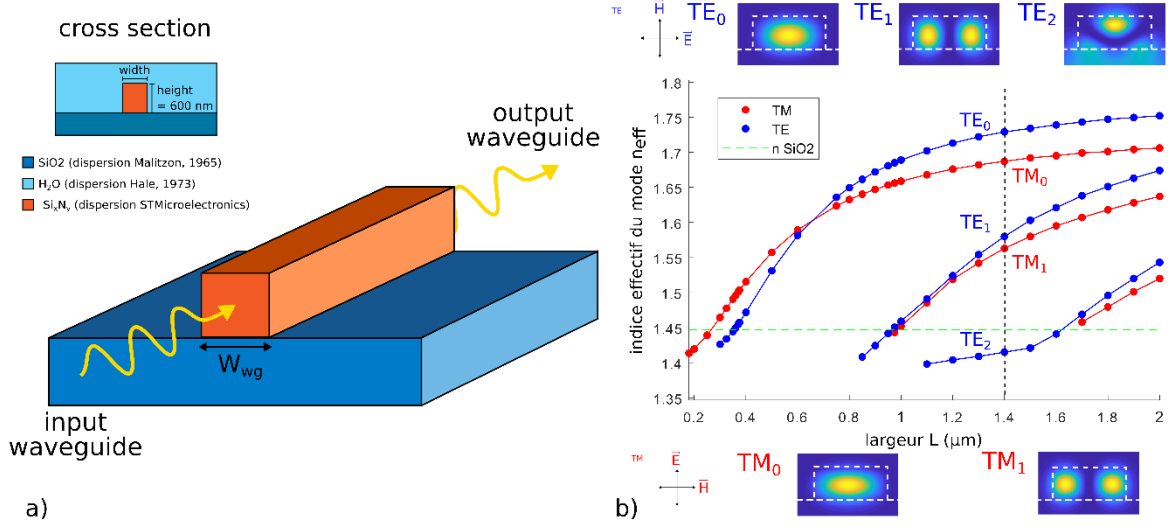 cross section
width
height
= 600 nm
SiO2 (dispersion Malitzon, 1965)
H₂O (dispersion Hale, 1973)
SiₓNᵧ (dispersion STMicroelectronics)
output
waveguide
W_wg
input
waveguide
a)
TE
H
E
TE₀
TE₁
TE₂
indice effectif du mode n_eff
1.8
1.75
1.7
1.65
1.6
1.55
1.5
1.45
1.4
1.35
TM
TE
n SiO2
TE₀
TM₀
TE₁
TM₁
TE₂
0.2
0.4
0.6
0.8
1
1.2
1.4
1.6
1.8
2
largeur L (μm)
TM
E
H
TM₀
TM₁
b)